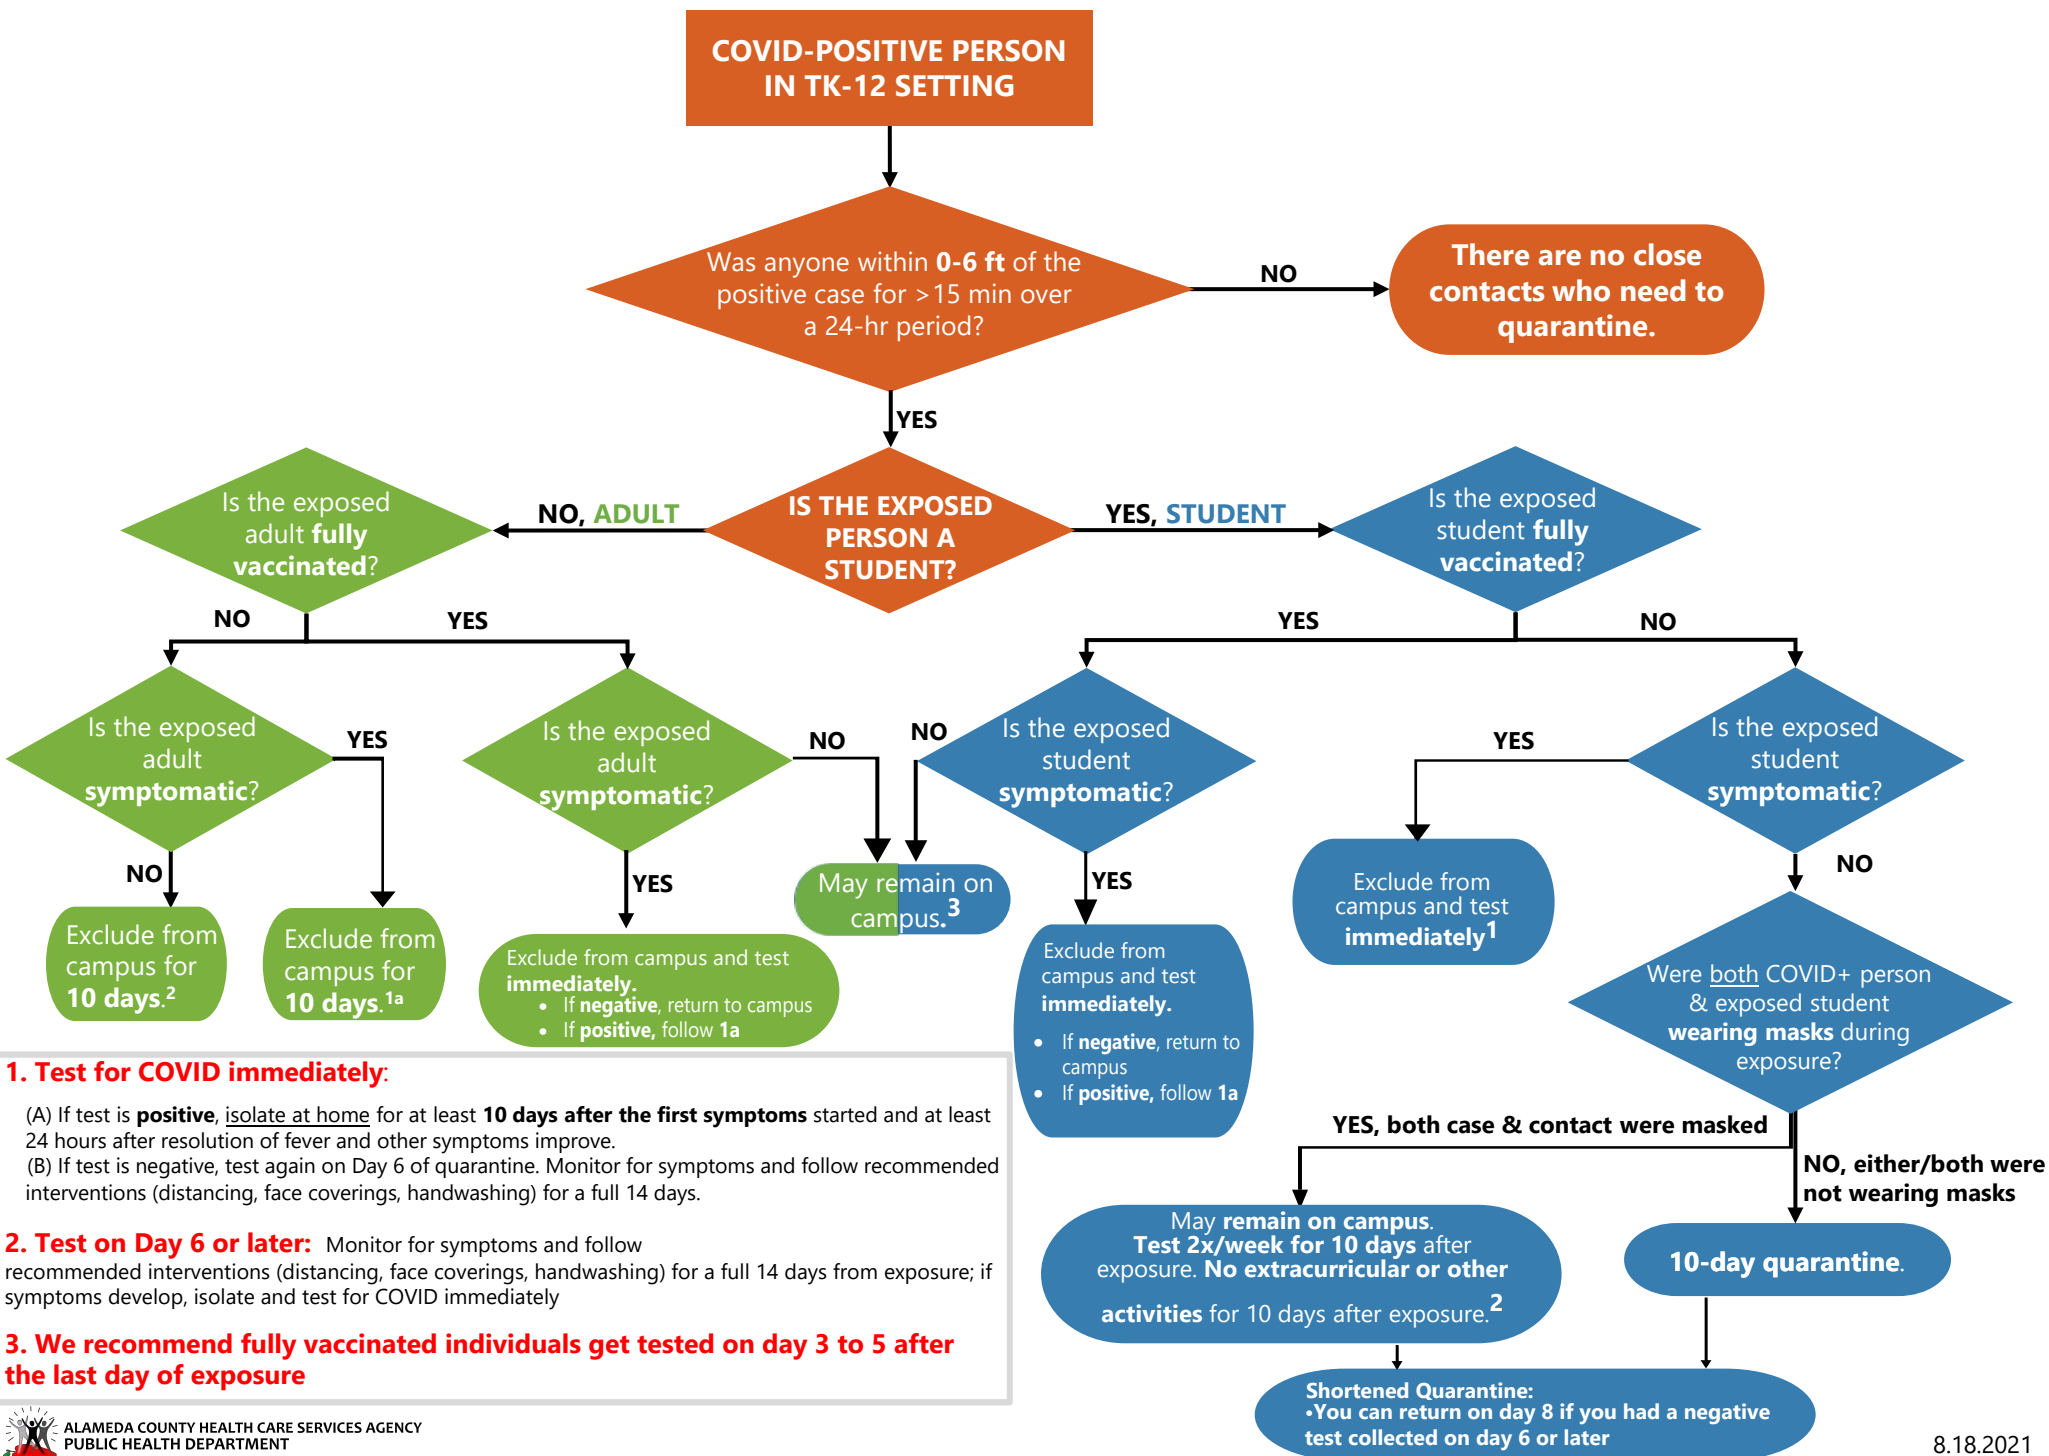 COVID-POSITIVE PERSON
IN TK-12 SETTING
Was anyone within 0-6 ft of the
positive case for >15 min over
a 24-hr period?
NO
There are no close
contacts who need to
quarantine.
YES
IS THE EXPOSED
PERSON A
STUDENT?
NO, ADULT
YES, STUDENT
Is the exposed
adult fully
vaccinated?
NO
YES
Is the exposed
adult
symptomatic?
YES
NO
Exclude from
campus for
10 days.2
Exclude from
campus for
10 days.1a
Is the exposed
adult
symptomatic?
NO
YES
Exclude from campus and test
immediately.
• If negative, return to campus
• If positive, follow 1a
May remain on
campus.3
Is the exposed
student fully
vaccinated?
YES
NO
Is the exposed
student
symptomatic?
NO
YES
Exclude from
campus and test
immediately.
• If negative, return to
campus
• If positive, follow 1a
Is the exposed
student
symptomatic?
YES
NO
Exclude from
campus and test
immediately1
Were both COVID+ person
& exposed student
wearing masks during
exposure?
YES, both case & contact were masked
NO, either/both were
not wearing masks
May remain on campus.
Test 2x/week for 10 days after
exposure. No extracurricular or other
activities for 10 days after exposure.2
10-day quarantine.
Shortened Quarantine:
•You can return on day 8 if you had a negative
test collected on day 6 or later
1. Test for COVID immediately:
(A) If test is positive, isolate at home for at least 10 days after the first symptoms started and at least
24 hours after resolution of fever and other symptoms improve.
(B) If test is negative, test again on Day 6 of quarantine. Monitor for symptoms and follow recommended
interventions (distancing, face coverings, handwashing) for a full 14 days.
2. Test on Day 6 or later: Monitor for symptoms and follow
recommended interventions (distancing, face coverings, handwashing) for a full 14 days from exposure; if
symptoms develop, isolate and test for COVID immediately
3. We recommend fully vaccinated individuals get tested on day 3 to 5 after
the last day of exposure
ALAMEDA COUNTY HEALTH CARE SERVICES AGENCY
PUBLIC HEALTH DEPARTMENT
8.18.2021